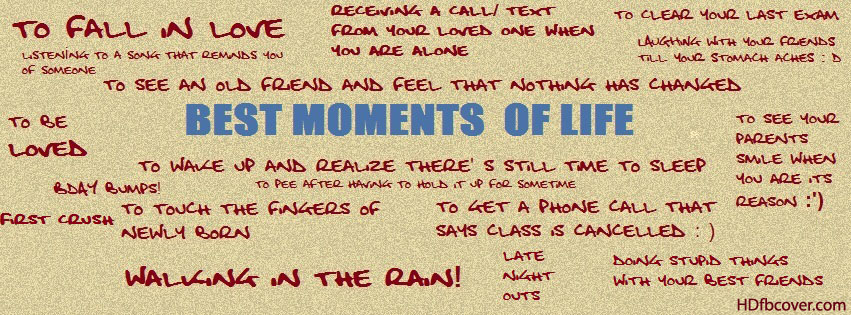 TO FALL IN LOVE
LISTENING TO A SONG THAT REMINDS YOU
OF SOMEONE
RECEIVING A CALL/ TEXT
FROM YOUR LOVED ONE WHEN
YOU ARE ALONE
TO CLEAR YOUR LAST EXAM
LAUGHING WITH YOUR FRIENDS
TILL YOUR STOMACH ACHES : D
TO SEE AN OLD FRIEND AND FEEL THAT NOTHING HAS CHANGED
BEST MOMENTS OF LIFE
TO BE
LOVED
TO SEE YOUR
PARENTS
SMILE WHEN
YOU ARE ITS
REASON :')
TO WAKE UP AND REALIZE THERE' S STILL TIME TO SLEEP
BDAY BUMPS!
TO PEE AFTER HAVING TO HOLD IT UP FOR SOMETIME
FIRST CRUSH
TO TOUCH THE FINGERS OF
NEWLY BORN
TO GET A PHONE CALL THAT
SAYS CLASS IS CANCELLED : )
WALKING IN THE RAIN!
LATE
NIGHT
OUTS
DOING STUPID THINGS
WITH YOUR BEST FRIENDS
HDfbcover.com